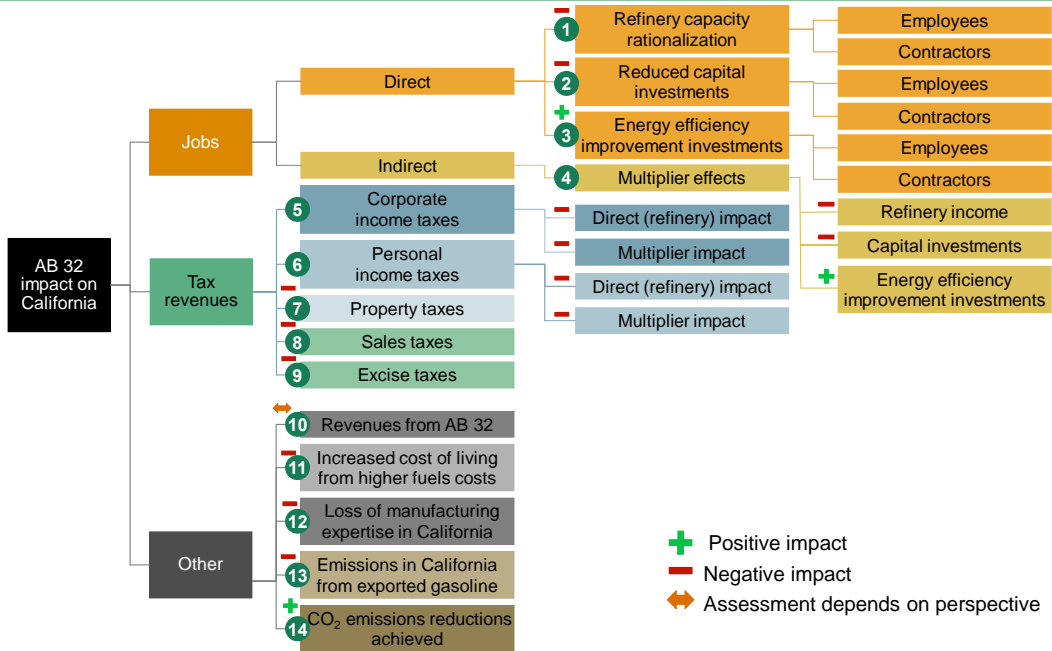 AB 32
impact on
California
Jobs
Direct
1
Refinery capacity
rationalization
Employees
Contractors
2
Reduced capital
investments
Employees
Contractors
3
Energy efficiency
improvement investments
Employees
Contractors
Indirect
4
Multiplier effects
Refinery income
Capital investments
Energy efficiency
improvement investments
Tax
revenues
5
Corporate
income taxes
Direct (refinery) impact
Multiplier impact
6
Personal
income taxes
Direct (refinery) impact
Multiplier impact
7
Property taxes
8
Sales taxes
9
Excise taxes
Other
10
Revenues from AB 32
11
Increased cost of living
from higher fuels costs
12
Loss of manufacturing
expertise in California
13
Emissions in California
from exported gasoline
14
CO2 emissions reductions
achieved
Positive impact
Negative impact
Assessment depends on perspective